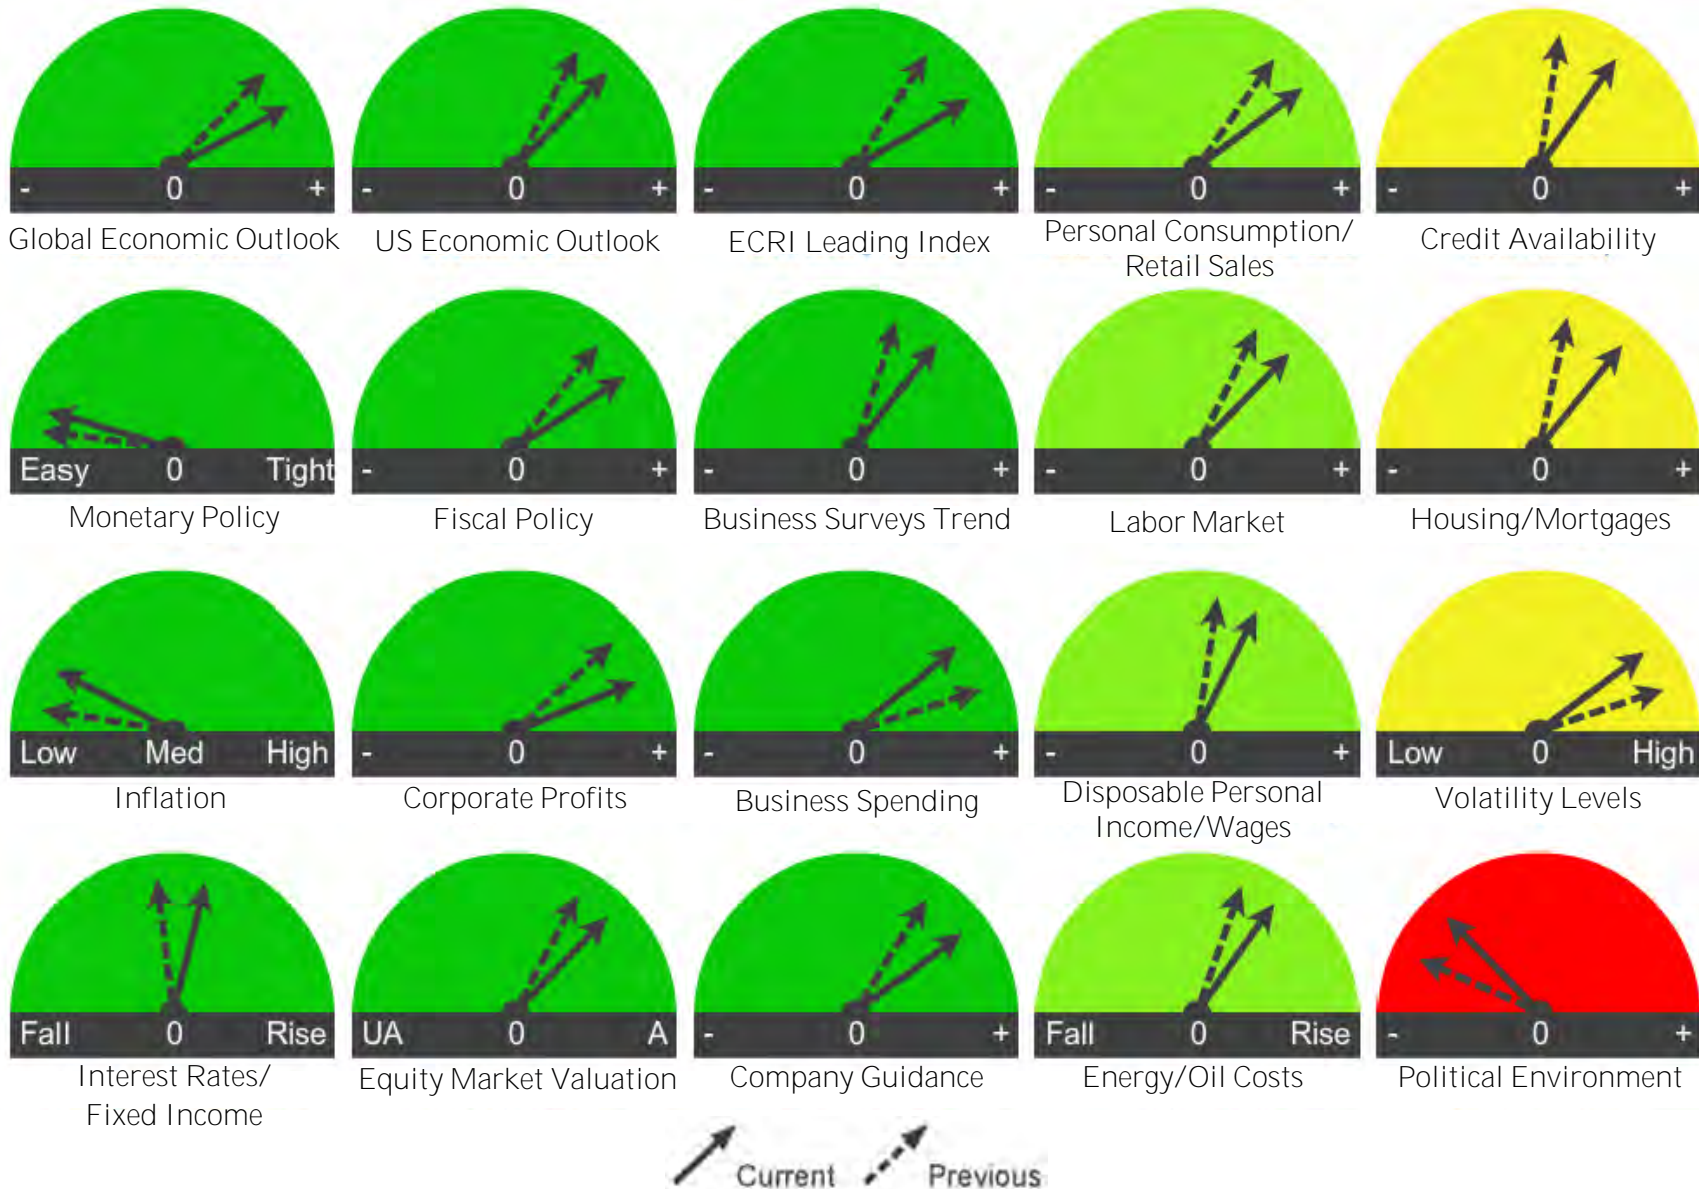 - 0 +
- 0 +
- 0 +
- 0 +
- 0 +
Global Economic Outlook
US Economic Outlook
ECRI Leading Index
Personal Consumption/
Retail Sales
Credit Availability
Easy 0 Tight
- 0 +
- 0 +
- 0 +
- 0 +
Monetary Policy
Fiscal Policy
Business Surveys Trend
Labor Market
Housing/Mortgages
Low Med High
- 0 +
- 0 +
- 0 +
Low 0 High
Inflation
Corporate Profits
Business Spending
Disposable Personal
Income/Wages
Volatility Levels
Fall 0 Rise
UA 0 A
- 0 +
Fall 0 Rise
- 0 +
Interest Rates/
Fixed Income
Equity Market Valuation
Company Guidance
Energy/Oil Costs
Political Environment
Current
Previous